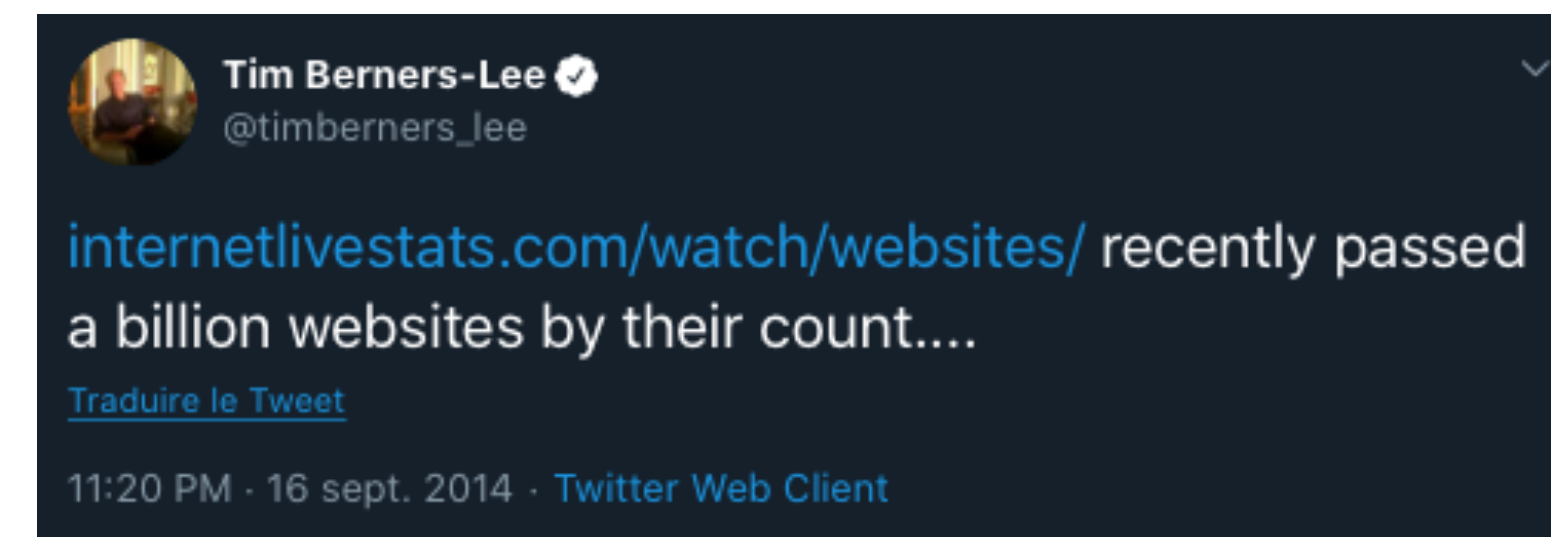 Tim Berners-Lee
@timberners_lee
internetlivestats.com/watch/websites/ recently passed
a billion websites by their count....
Traduire le Tweet
11:20 PM · 16 sept. 2014 · Twitter Web Client